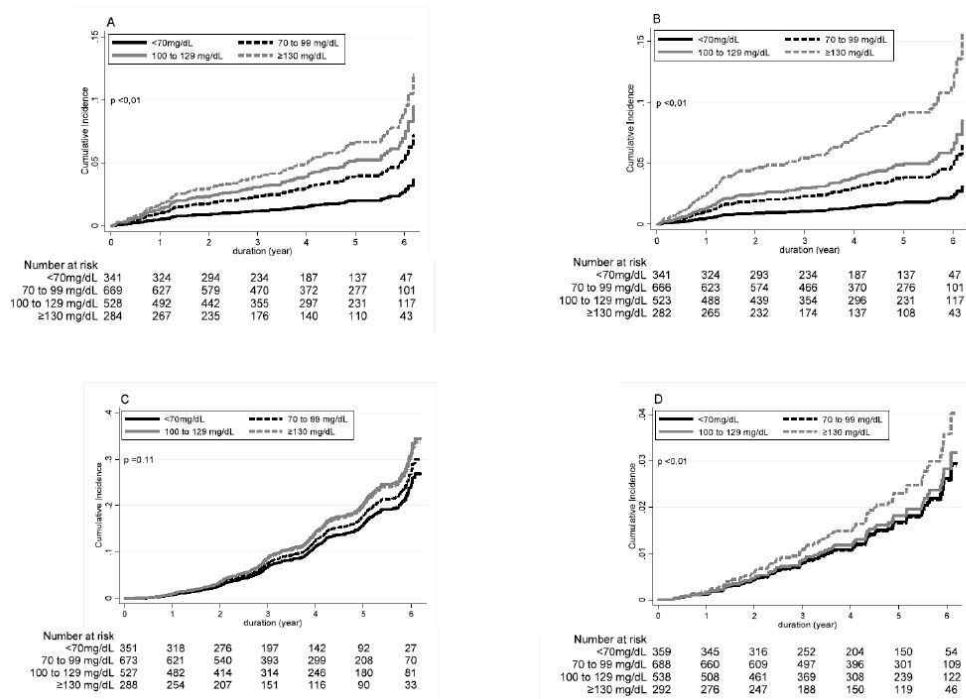 A
<70mg/dL 70 to 99 mg/dL
100 to 129 mg/dL ≥130 mg/dL
p <0,01
Cumulative Incidence
0 .05 .1 .15
0 1 2 3 4 5 6
duration (year)
Number at risk
<70mg/dL 341 324 294 234 187 137 47
70 to 99 mg/dL 669 627 579 470 372 277 101
100 to 129 mg/dL 528 492 442 355 297 231 117
≥130 mg/dL 284 267 235 176 140 110 43
B
<70mg/dL 70 to 99 mg/dL
100 to 129 mg/dL ≥130 mg/dL
p <0,01
Cumulative Incidence
0 .05 .1 .15
0 1 2 3 4 5 6
duration (year)
Number at risk
<70mg/dL 341 324 293 234 187 137 47
70 to 99 mg/dL 666 623 574 466 370 276 101
100 to 129 mg/dL 523 488 439 354 296 231 117
≥130 mg/dL 282 265 232 174 137 108 43
C
<70mg/dL 70 to 99 mg/dL
100 to 129 mg/dL ≥130 mg/dL
p =0.11
Cumulative Incidence
0 .1 .2 .3 .4
0 1 2 3 4 5 6
duration (year)
Number at risk
<70mg/dL 351 318 276 197 142 92 27
70 to 99 mg/dL 673 621 540 393 299 208 70
100 to 129 mg/dL 527 482 414 314 246 180 81
≥130 mg/dL 288 254 207 151 116 90 33
D
<70mg/dL 70 to 99 mg/dL
100 to 129 mg/dL ≥130 mg/dL
p <0.01
Cumulative Incidence
0 .01 .02 .03 .04
0 1 2 3 4 5 6
duration (year)
Number at risk
<70mg/dL 359 345 316 252 204 150 54
70 to 99 mg/dL 688 660 609 497 396 301 109
100 to 129 mg/dL 538 508 461 369 308 239 122
≥130 mg/dL 292 276 247 188 150 119 46